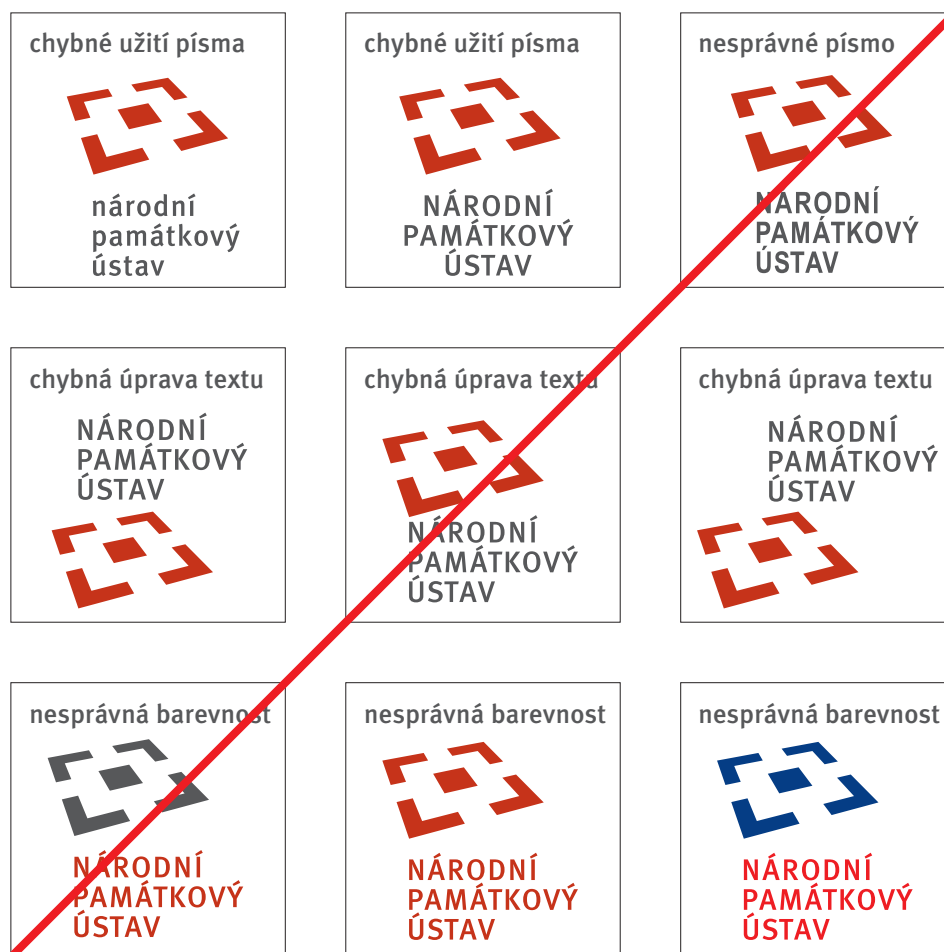 chybné užití písma
národní
památkový
ústav
chybné užití písma
NÁRODNÍ
PAMÁTKOVÝ
ÚSTAV
nesprávné písmo
NÁRODNÍ
PAMÁTKOVÝ
ÚSTAV
chybná úprava textu
NÁRODNÍ
PAMÁTKOVÝ
ÚSTAV
chybná úprava textu
NÁRODNÍ
PAMÁTKOVÝ
ÚSTAV
chybná úprava textu
NÁRODNÍ
PAMÁTKOVÝ
ÚSTAV
nesprávná barevnost
NÁRODNÍ
PAMÁTKOVÝ
ÚSTAV
nesprávná barevnost
NÁRODNÍ
PAMÁTKOVÝ
ÚSTAV
nesprávná barevnost
NÁRODNÍ
PAMÁTKOVÝ
ÚSTAV